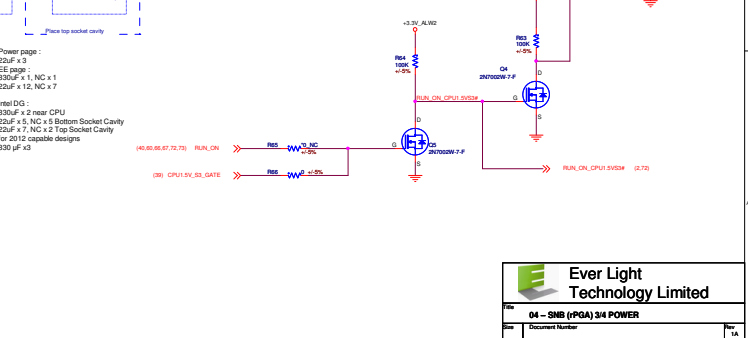 Place top socket cavity
Power page :
22uF x 3
EE page :
330uF x 1, NC x 1
22uF x 12, NC x 7
Intel DG :
330uF x 2 near CPU
22uF x 5, NC x 5 Bottom Socket Cavity
22uF x 7, NC x 2 Top Socket Cavity
for 2012 capable designs
330 µF x3
+3.3V_ALW2
R64
100K
+/-5%
R63
100K
+/-5%
Q4
2N7002W-7-F
D
G
S
RUN_ON_CPU1.5VS3#
D
G
S
Q5
2N7002W-7-F
(40,60,66,67,72,73) RUN_ON
R65
*0_NC
+/-5%
(39) CPU1.5V_S3_GATE
R66
0 +/-5%
RUN_ON_CPU1.5VS3# (2,72)
Ever Light
Technology Limited
Title
04 – SNB (rPGA) 3/4 POWER
Size
Document Number
Rev
1A